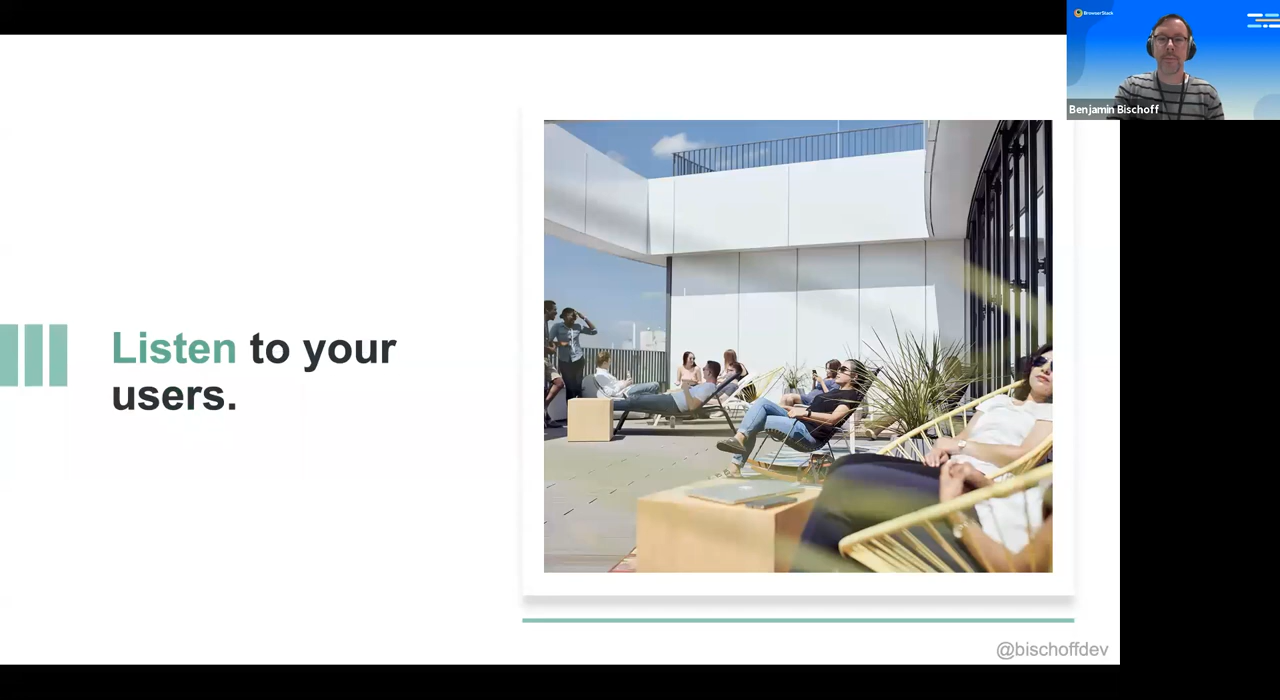 BrowserStack
Benjamin Bischoff
Listen to your
users.
@bischoffdev